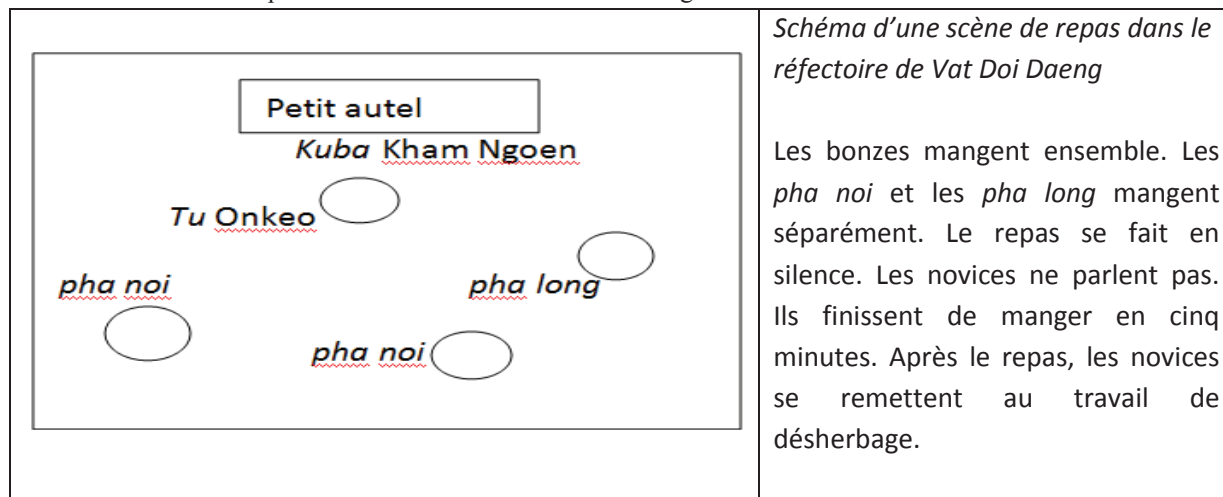 Petit autel
Kuba Kham Ngoen
Tu Onkeo
pha noi
pha long
pha noi
Schéma d’une scène de repas dans le
réfectoire de Vat Doi Daeng
Les bonzes mangent ensemble. Les
pha noi et les pha long mangent
séparément. Le repas se fait en
silence. Les novices ne parlent pas.
Ils finissent de manger en cinq
minutes. Après le repas, les novices
se remettent au travail de
désherbage.